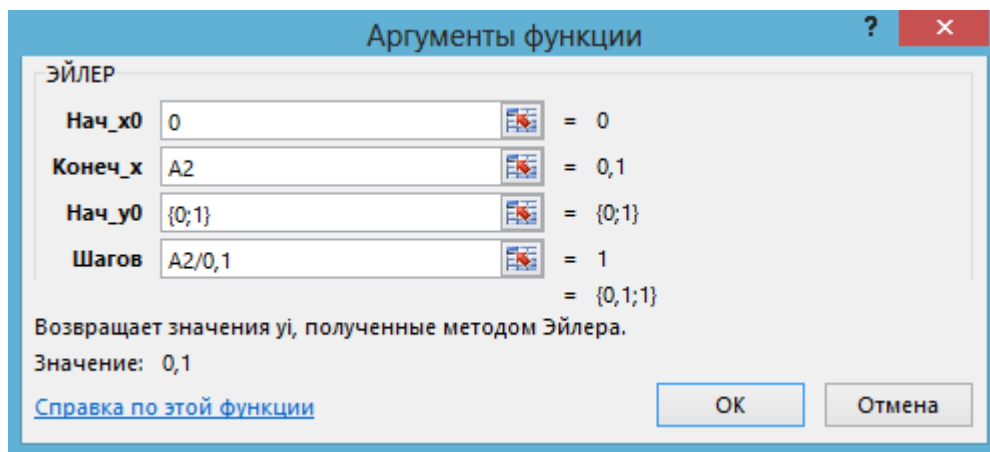 Аргументы функции ? ×
ЭЙЛЕР
Нач_x0 0 = 0
Конеч_x A2 = 0,1
Нач_y0 {0;1} = {0;1}
Шагов A2/0,1 = 1
= {0,1;1}
Возвращает значения yi, полученные методом Эйлера.
Значение: 0,1
Справка по этой функции ОК Отмена